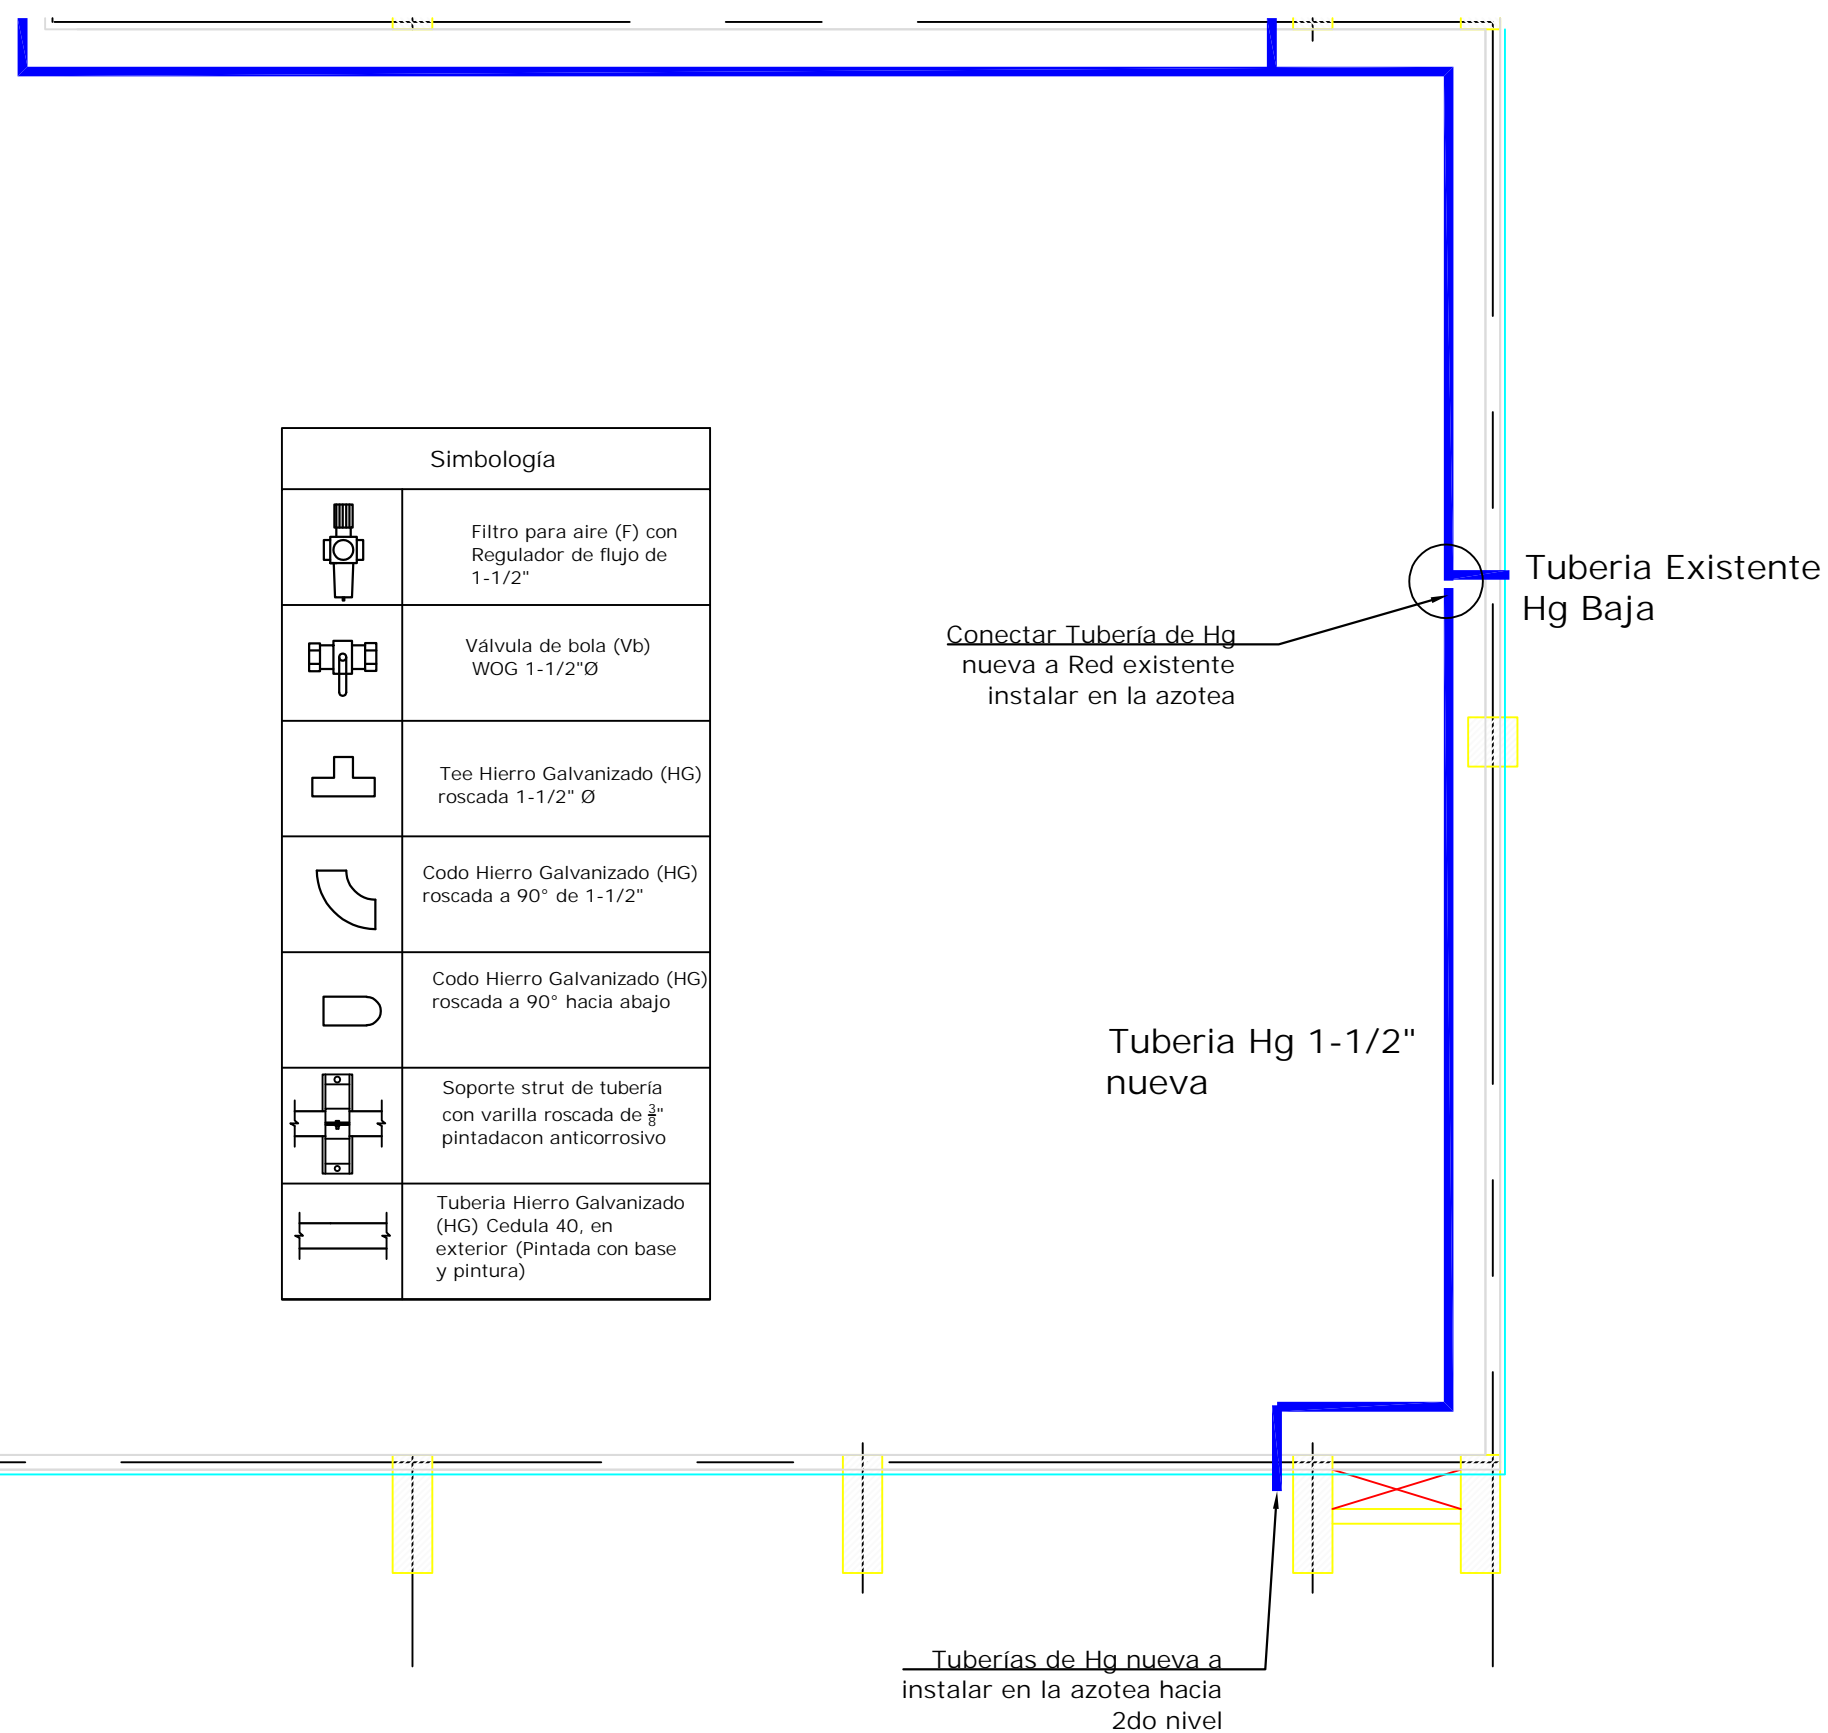 Simbología
Filtro para aire (F) con
Regulador de flujo de
1-1/2"
Válvula de bola (Vb)
WOG 1-1/2"Ø
Tee Hierro Galvanizado (HG)
roscada 1-1/2" Ø
Codo Hierro Galvanizado (HG)
roscada a 90° de 1-1/2"
Codo Hierro Galvanizado (HG)
roscada a 90° hacia abajo
Soporte strut de tubería
con varilla roscada de 3/8"
pintadacon anticorrosivo
Tuberia Hierro Galvanizado
(HG) Cedula 40, en
exterior (Pintada con base
y pintura)
Tuberia Existente
Hg Baja
Conectar Tubería de Hg
nueva a Red existente
instalar en la azotea
Tuberia Hg 1-1/2"
nueva
Tuberías de Hg nueva a
instalar en la azotea hacia
2do nivel